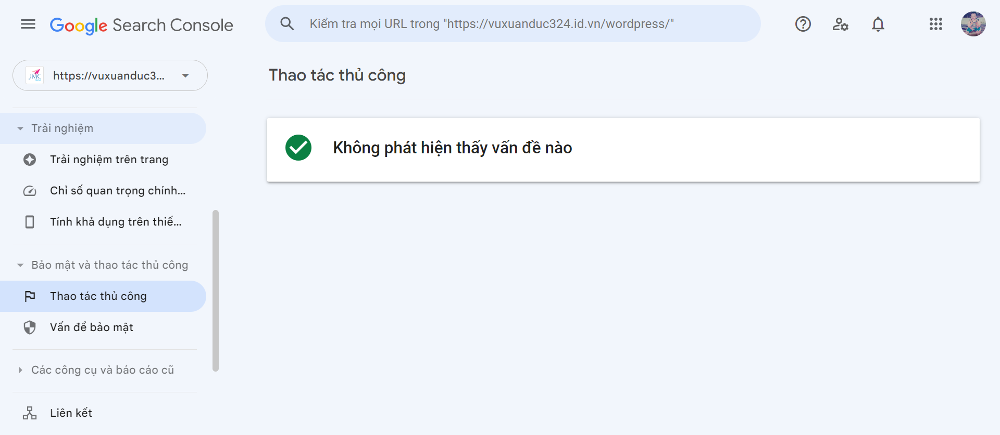 Google Search Console
Kiểm tra mọi URL trong "https://vuxuanduc324.id.vn/wordpress/"
JMC
https://vuxuanduc3...
Thao tác thủ công
Trải nghiệm
Không phát hiện thấy vấn đề nào
Trải nghiệm trên trang
Chỉ số quan trọng chính...
Tính khả dụng trên thiế...
Bảo mật và thao tác thủ công
Thao tác thủ công
Vấn đề bảo mật
Các công cụ và báo cáo cũ
Liên kết